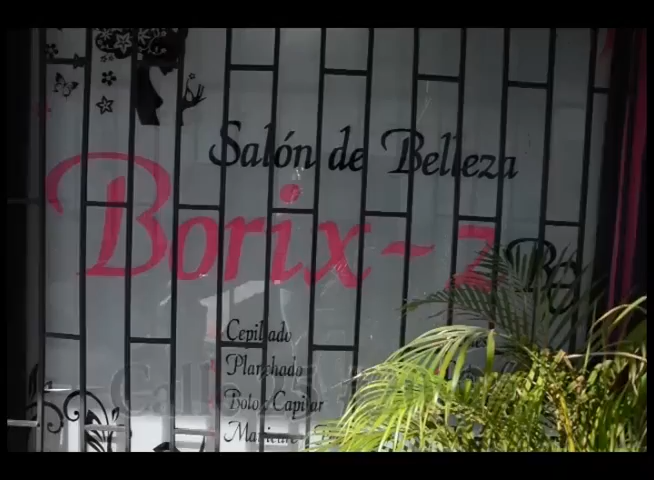 Salón de Belleza
Borix-z
Cepillado
Planchado
Botox Capilar
Manicure